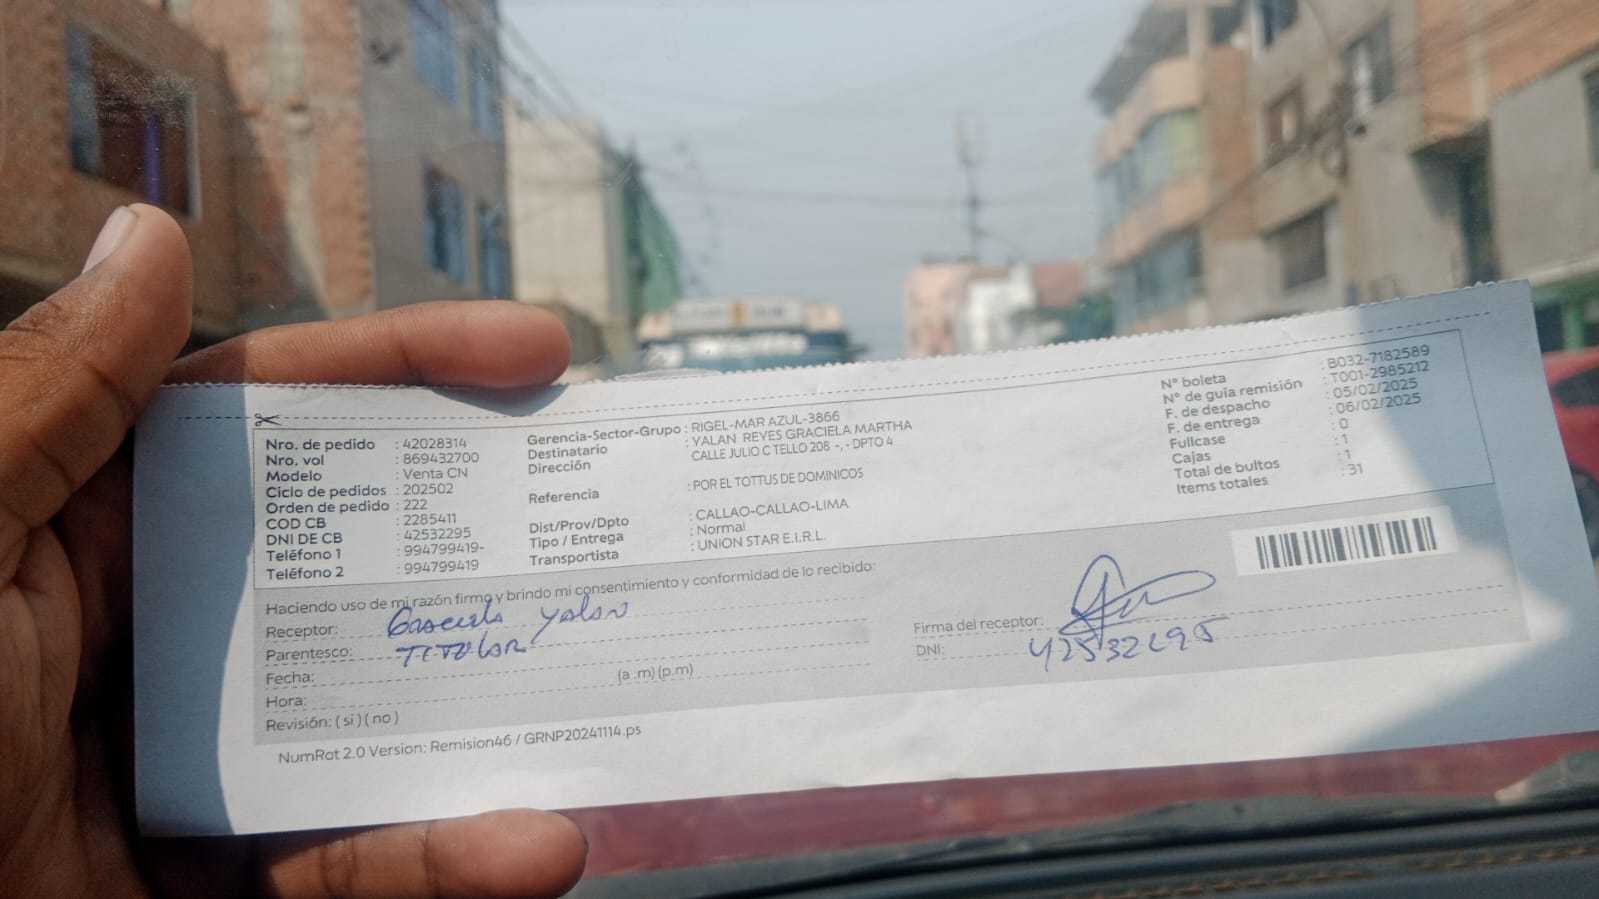 Nro. de pedido : 42028314
Nro. vol : 869432700
Modelo : Venta CN
Ciclo de pedidos : 202502
Orden de pedido : 222
COD CB : 2285411
DNI DE CB : 42532295
Teléfono 1 : 994799419-
Teléfono 2 : 994799419
Gerencia-Sector-Grupo : RIGEL-MAR AZUL-3866
Destinatario : YALAN REYES GRACIELA MARTHA
Dirección CALLE JULIO C TELLO 208 -, - DPTO 4
Referencia : POR EL TOTTUS DE DOMINICOS
Dist/Prov/Dpto : CALLAO-CALLAO-LIMA
Tipo / Entrega : Normal
Transportista : UNION STAR E.I.R.L.
N° boleta : B032-7182589
N° de guía remisión : T001-2985212
F. de despacho : 05/02/2025
F. de entrega : 06/02/2025
Fullcase : 0
Cajas : 1
Total de bultos : 1
Items totales : 31
Haciendo uso de mi razón firmo y brindo mi consentimiento y conformidad de lo recibido:
Receptor: Graciela Yalan
Parentesco: TITULAR
Fecha:
Hora: (a .m) (p.m)
Revisión: ( si ) ( no )
Firma del receptor:
DNI: 42532295
NumRot 2.0 Version: Remision46 / GRNP20241114.ps